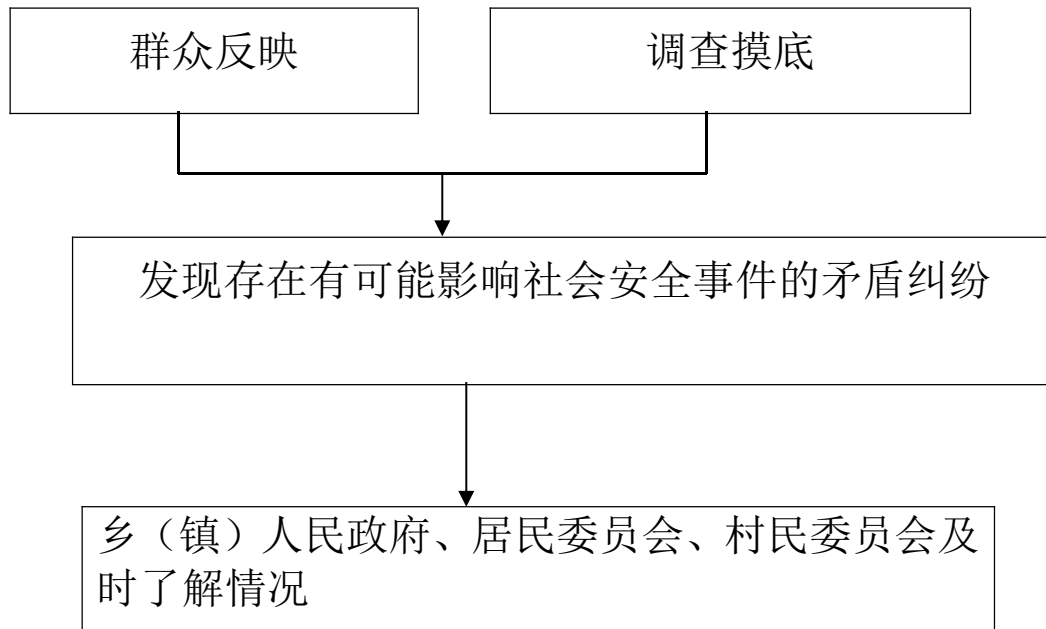 群众反映
调查摸底
发现存在有可能影响社会安全事件的矛盾纠纷
乡（镇）人民政府、居民委员会、村民委员会及
时了解情况